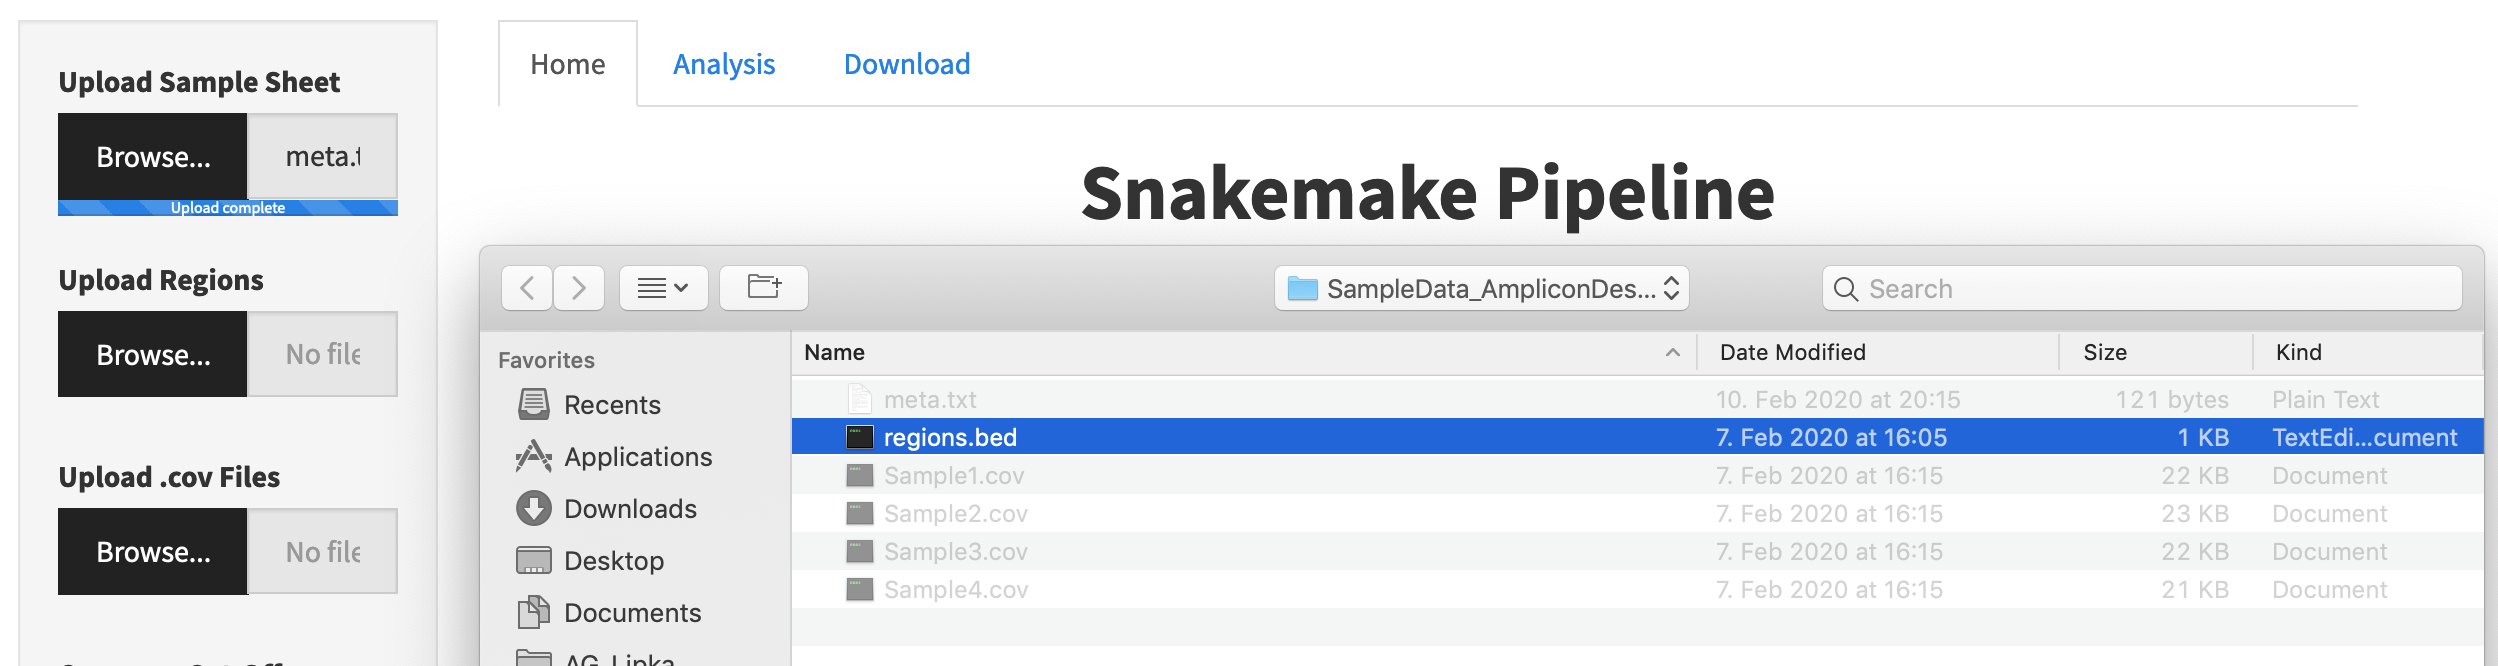 Upload Sample Sheet
Browse...
meta.t
Upload complete
Upload Regions
Browse...
No file
Upload .cov Files
Browse...
No file
Home Analysis Download
Snakemake Pipeline
SampleData_AmpliconDes... Search
Favorites
Recents
Applications
Downloads
Desktop
Documents
AG_Linka
Name Date Modified Size Kind
meta.txt 10. Feb 2020 at 20:15 121 bytes Plain Text
regions.bed 7. Feb 2020 at 16:05 1 KB TextEdi...cument
Sample1.cov 7. Feb 2020 at 16:15 22 KB Document
Sample2.cov 7. Feb 2020 at 16:15 23 KB Document
Sample3.cov 7. Feb 2020 at 16:15 22 KB Document
Sample4.cov 7. Feb 2020 at 16:15 21 KB Document